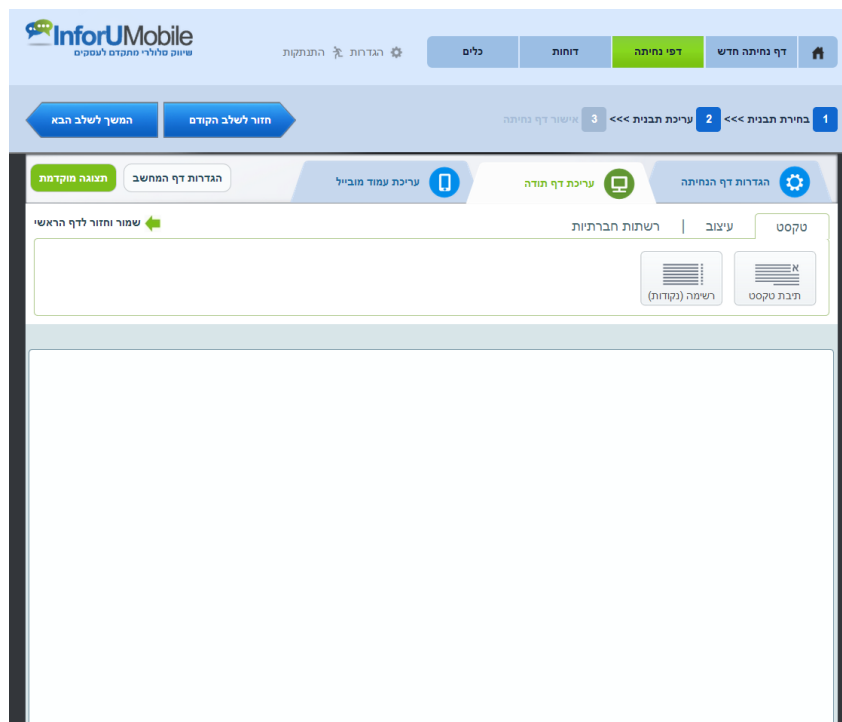 InforUMobile
שיווק סלולרי מתקדם לעסקים
דף נחיתה חדש
דפי נחיתה
דוחות
כלים
הגדרות
התנתקות
1 בחירת תבנית >>> 2 עריכת תבנית >>> 3 אישור דף נחיתה
חזור לשלב הקודם
המשך לשלב הבא
הגדרות דף הנחיתה
עריכת דף תודה
עריכת עמוד מובייל
הגדרות דף המחשב
תצוגה מוקדמת
טקסט
עיצוב | רשתות חברתיות
שמור וחזור לדף הראשי
א
תיבת טקסט
רשימה (נקודות)